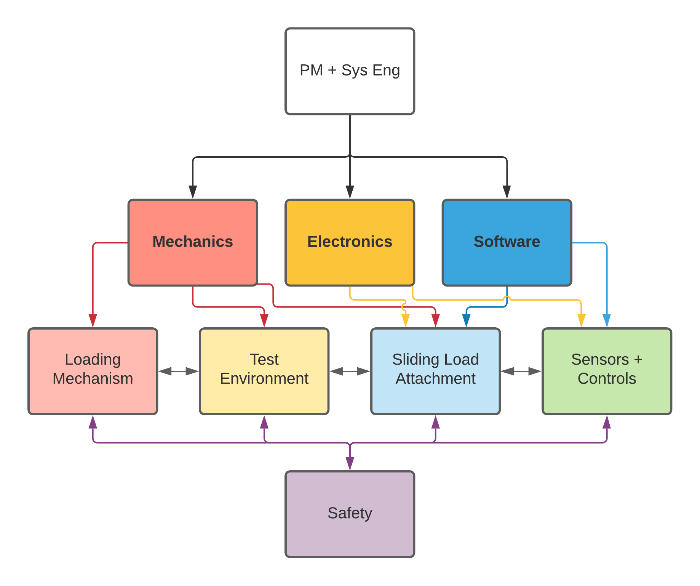 PM + Sys Eng
Mechanics
Electronics
Software
Loading
Mechanism
Test
Environment
Sliding Load
Attachment
Sensors +
Controls
Safety